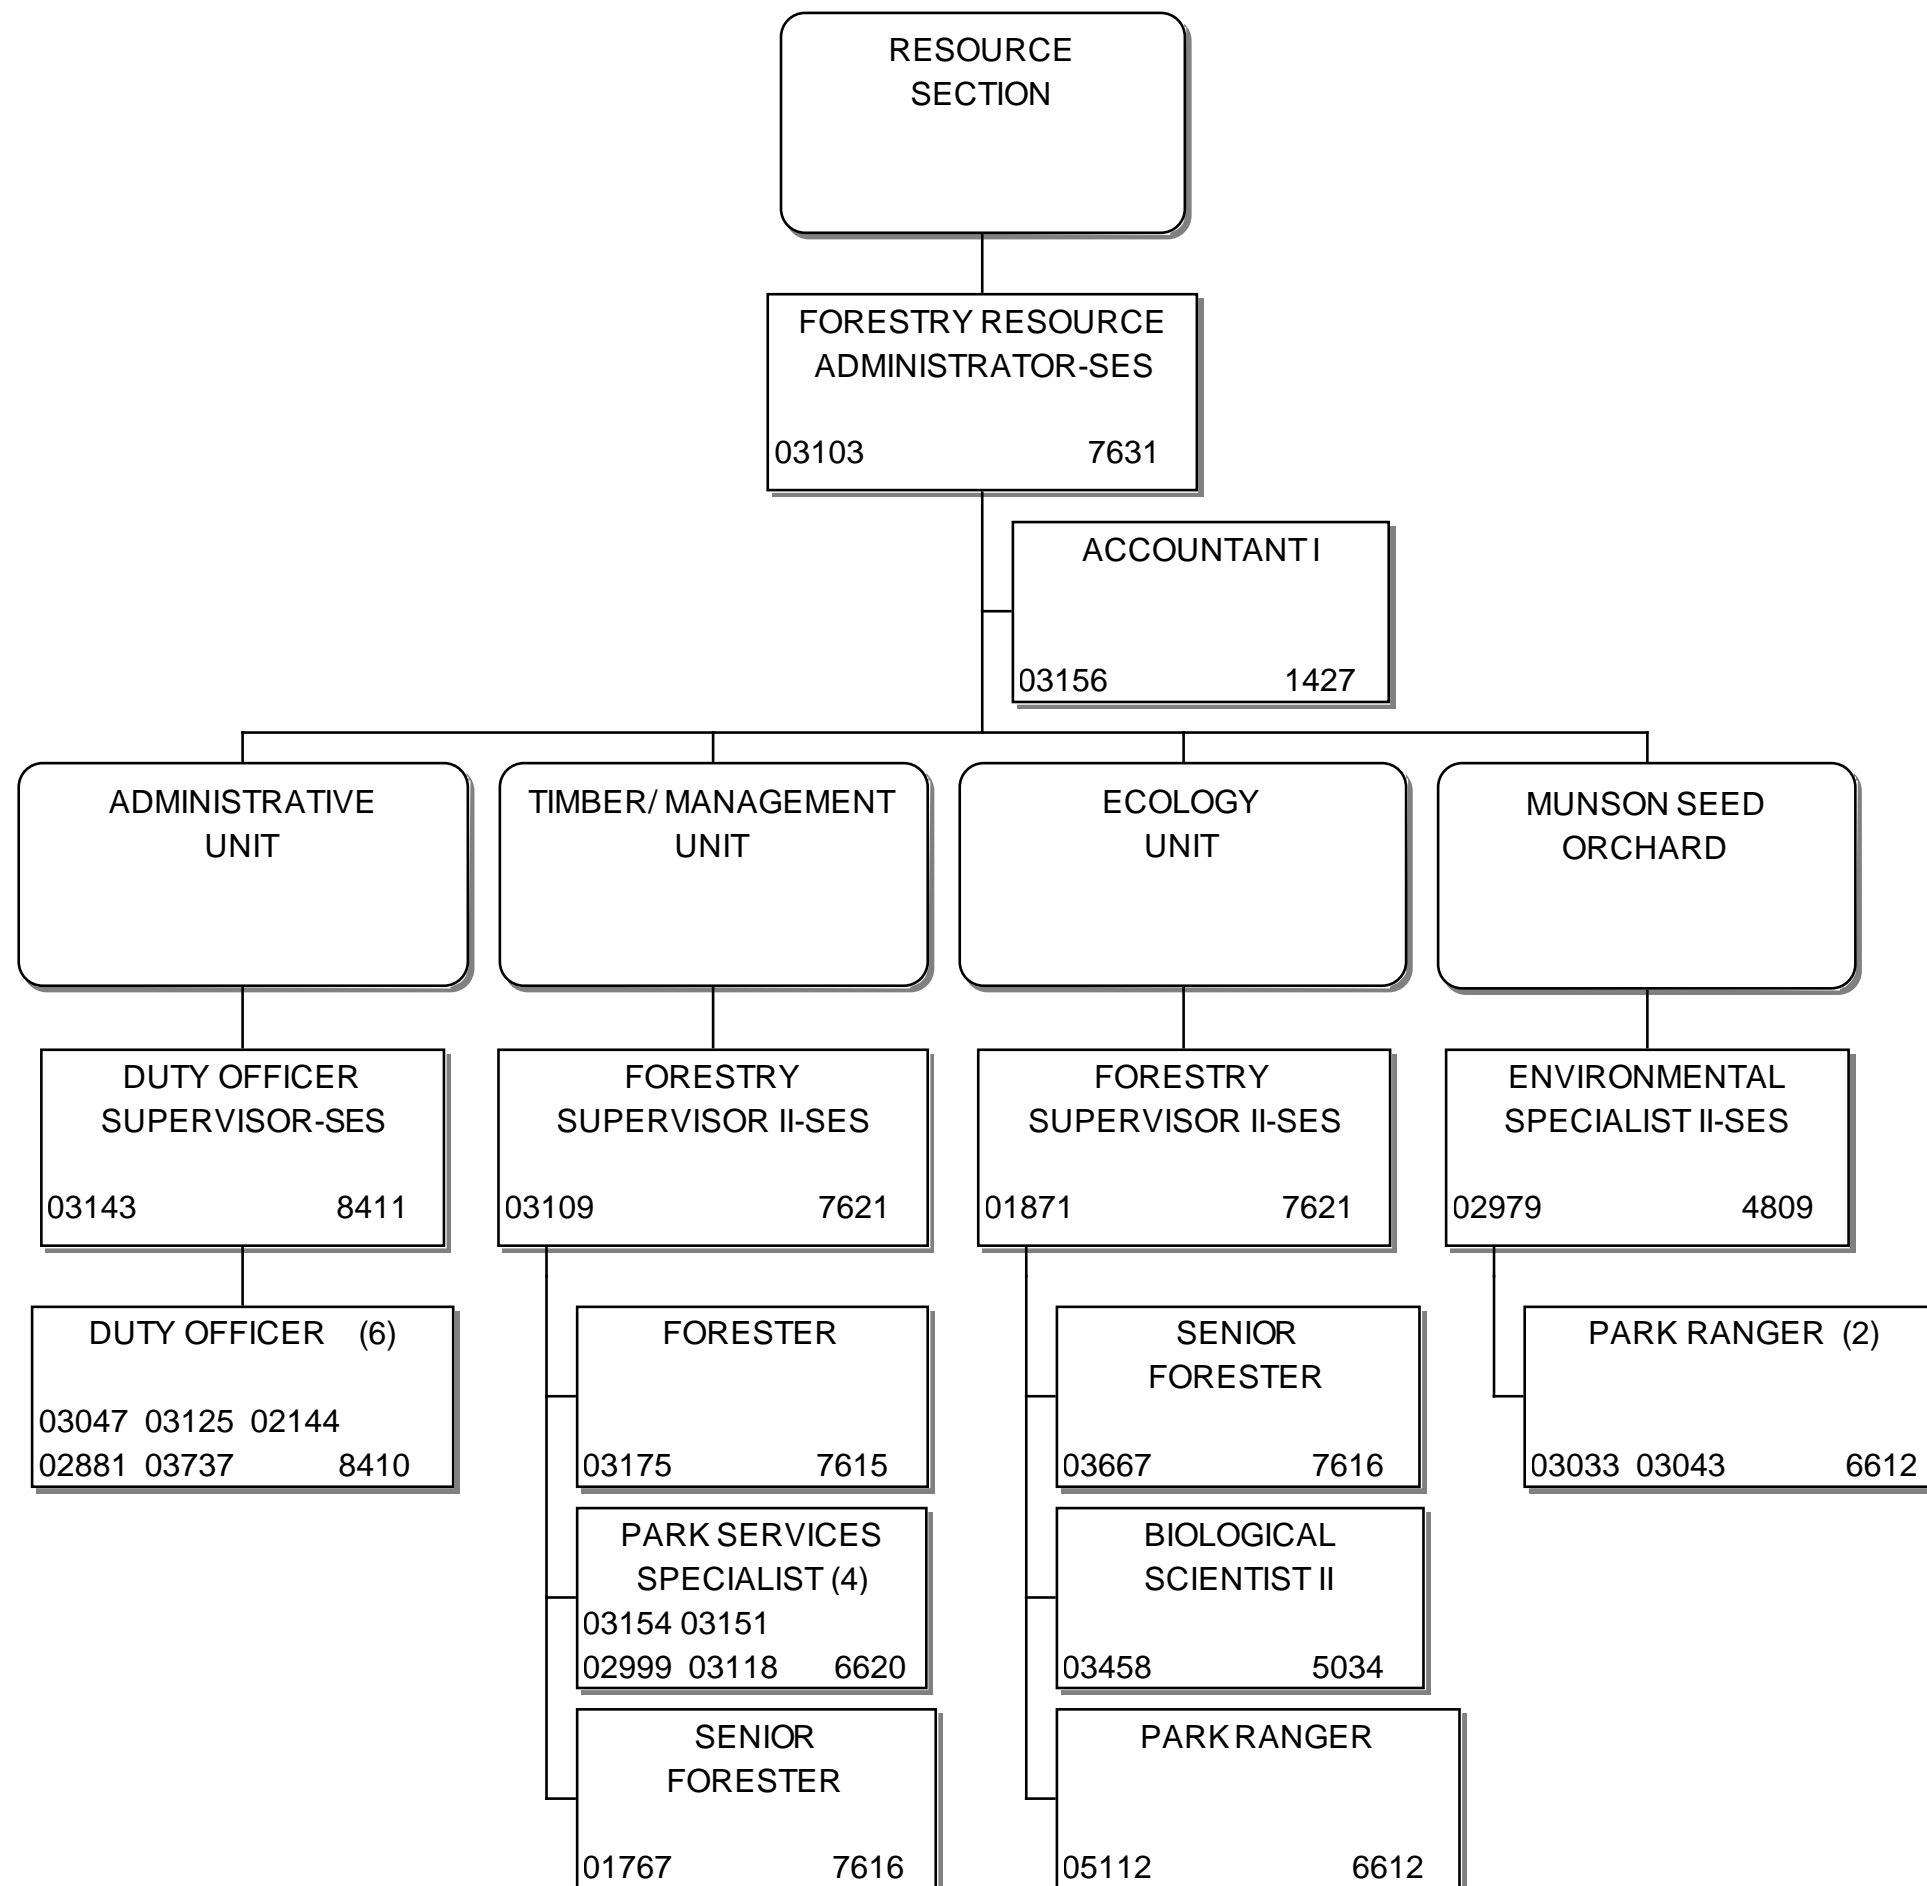 RESOURCE
SECTION
FORESTRY RESOURCE
ADMINISTRATOR-SES
03103 7631
ACCOUNTANT I
03156 1427
ADMINISTRATIVE
UNIT
TIMBER/ MANAGEMENT
UNIT
ECOLOGY
UNIT
MUNSON SEED
ORCHARD
DUTY OFFICER
SUPERVISOR-SES
03143 8411
FORESTRY
SUPERVISOR II-SES
03109 7621
FORESTRY
SUPERVISOR II-SES
01871 7621
ENVIRONMENTAL
SPECIALIST II-SES
02979 4809
DUTY OFFICER (6)
03047 03125 02144
02881 03737 8410
FORESTER
03175 7615
SENIOR
FORESTER
03667 7616
PARK RANGER (2)
03033 03043 6612
PARK SERVICES
SPECIALIST (4)
03154 03151
02999 03118 6620
BIOLOGICAL
SCIENTIST II
03458 5034
SENIOR
FORESTER
01767 7616
PARK RANGER
05112 6612